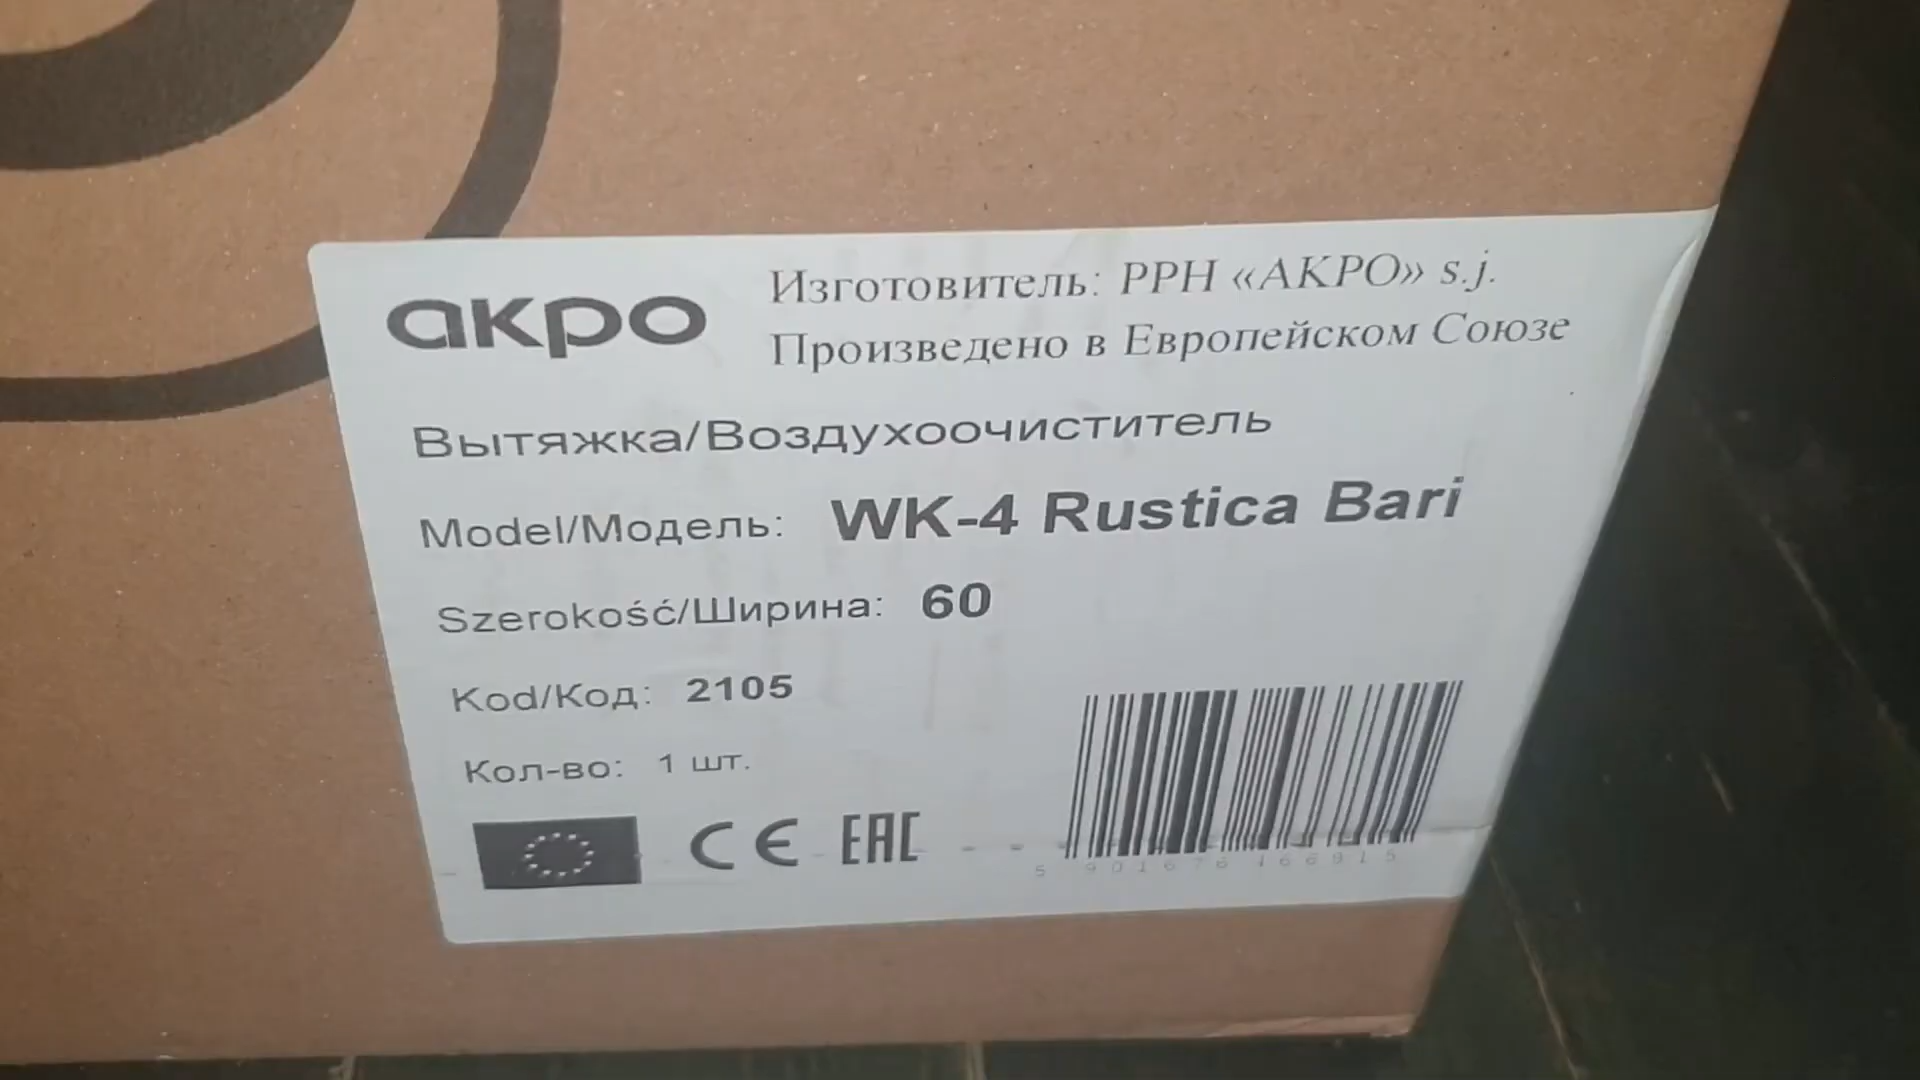 акро
Изготовитель: PPH «AKPO» s.j.
Произведено в Европейском Союзе
Вытяжка/Воздухоочиститель
Model/Модель: WK-4 Rustica Bari
Szerokość/Ширина: 60
Kod/Код: 2105
Кол-во: 1 шт.
CE EAC